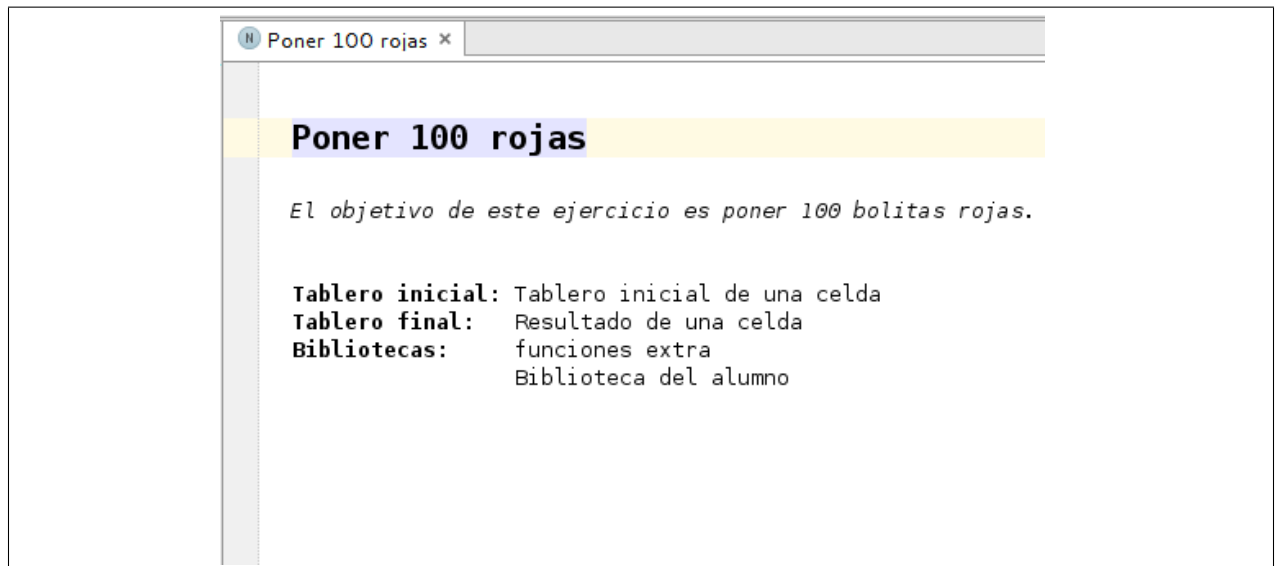 N Poner 100 rojas ×
Poner 100 rojas
El objetivo de este ejercicio es poner 100 bolitas rojas.
Tablero inicial: Tablero inicial de una celda
Tablero final: Resultado de una celda
Bibliotecas: funciones extra
Biblioteca del alumno